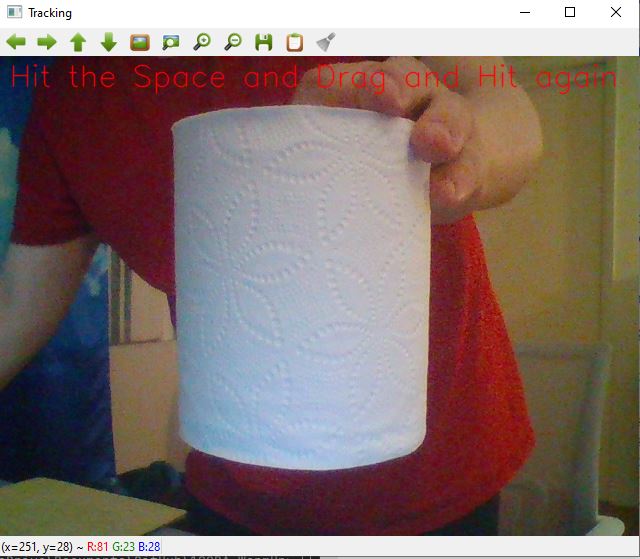 Tracking
Hit the Space and Drag and Hit again
(x=251, y=28) ~ R:81 G:23 B:28